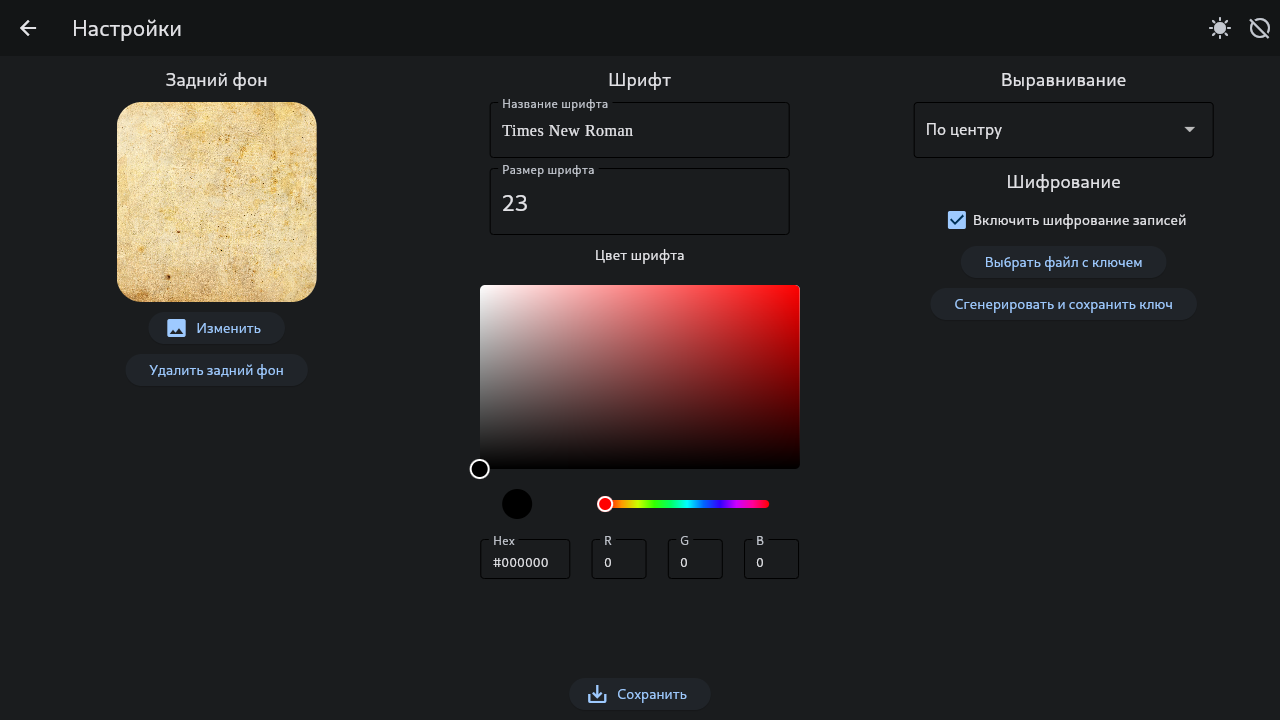 Настройки
Задний фон
Изменить
Удалить задний фон
Шрифт
Название шрифта
Times New Roman
Размер шрифта
23
Цвет шрифта
Hex
#000000
R
0
G
0
B
0
Выравнивание
По центру
Шифрование
Включить шифрование записей
Выбрать файл с ключем
Сгенерировать и сохранить ключ
Сохранить